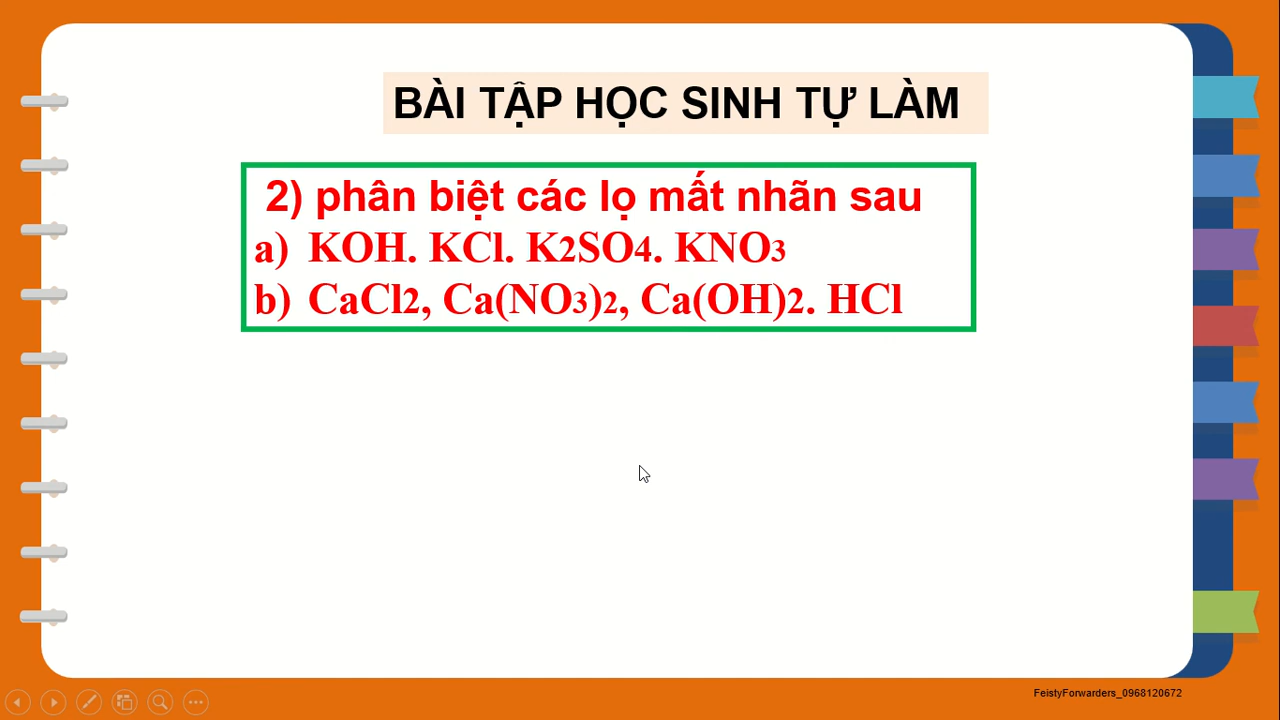 BÀI TẬP HỌC SINH TỰ LÀM
2) phân biệt các lọ mất nhãn sau
a) KOH. KCl. K2SO4. KNO3
b) CaCl2, Ca(NO3)2, Ca(OH)2. HCl
FeistyForwarders_0968120672